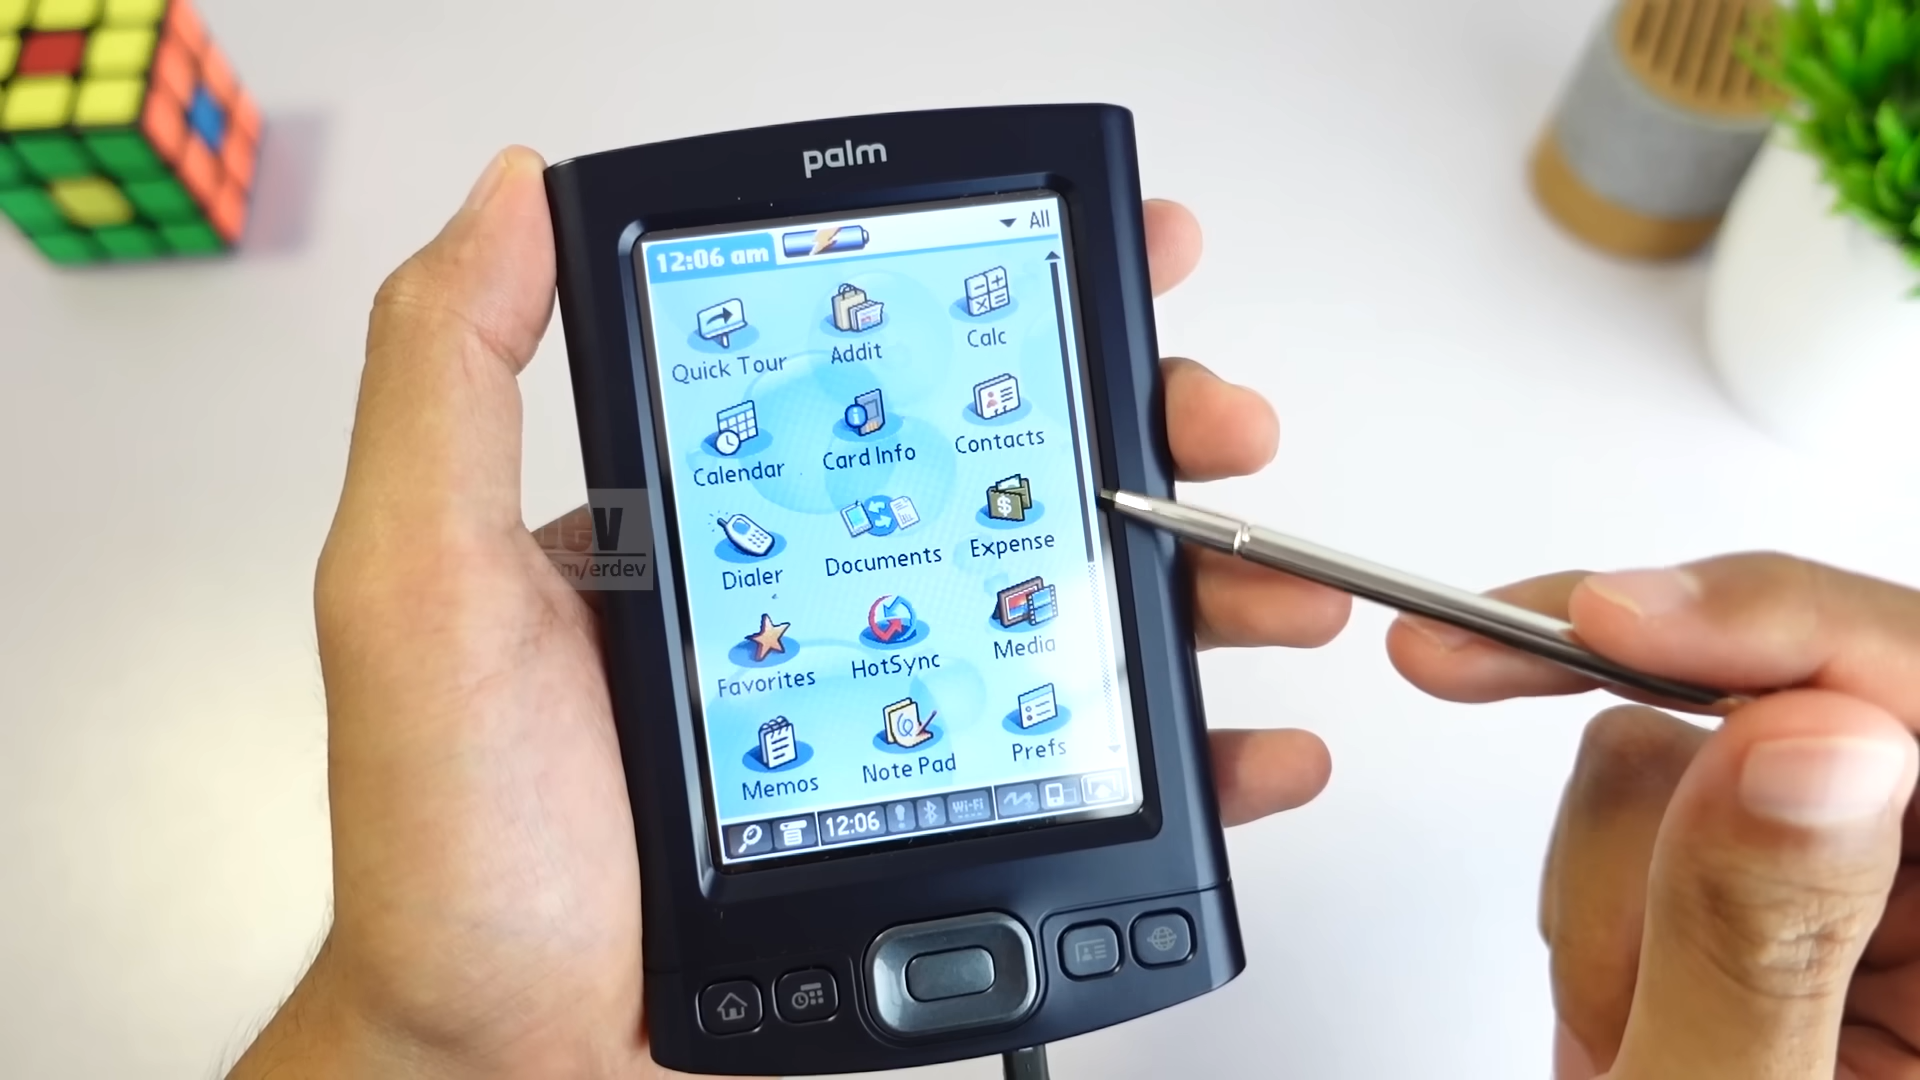 palm
12:06 am
All
Quick Tour
Addit
Calc
Calendar
Card Info
Contacts
Dialer
Documents
Expense
Favorites
HotSync
Media
Memos
Note Pad
Prefs
12:06
Wi-Fi
/erdev